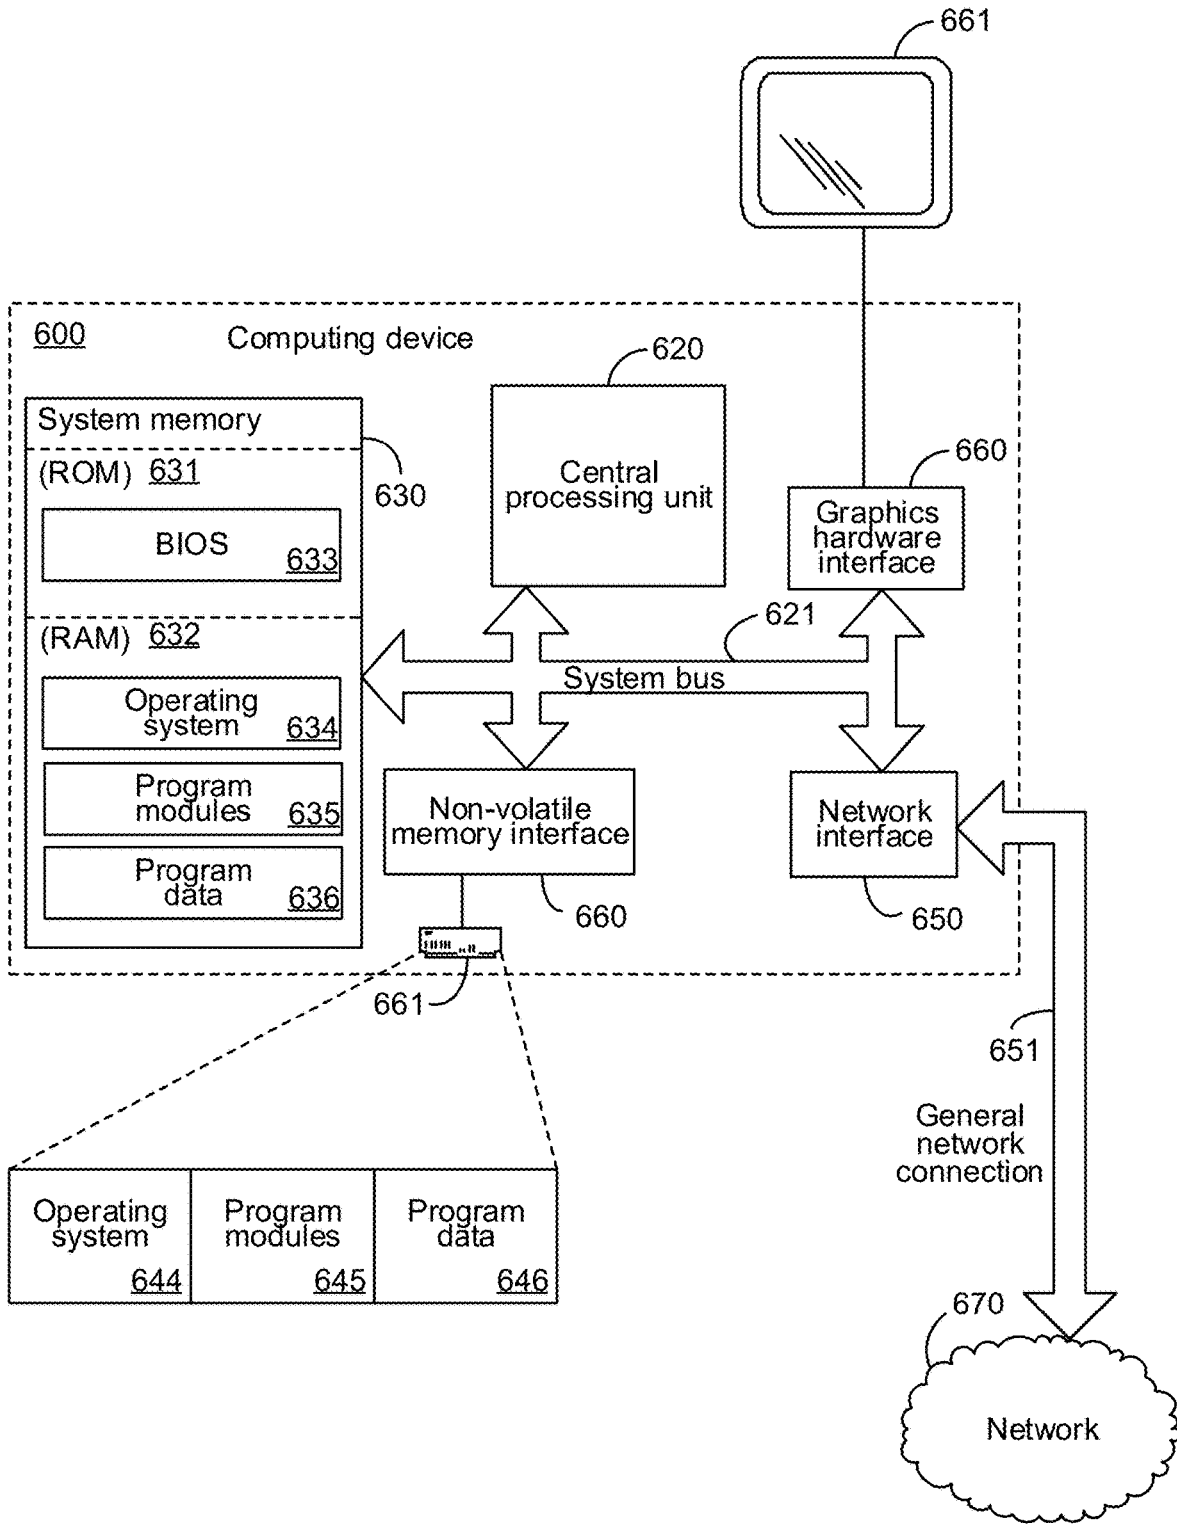 661
600
Computing device
620
System memory
(ROM) 631
630
BIOS
633
Central
processing unit
660
Graphics
hardware
interface
(RAM) 632
621
System bus
Operating
system
634
Program
modules
635
Program
data
636
Non-volatile
memory interface
660
661
Network
interface
650
651
General
network
connection
Operating
system
644
Program
modules
645
Program
data
646
670
Network